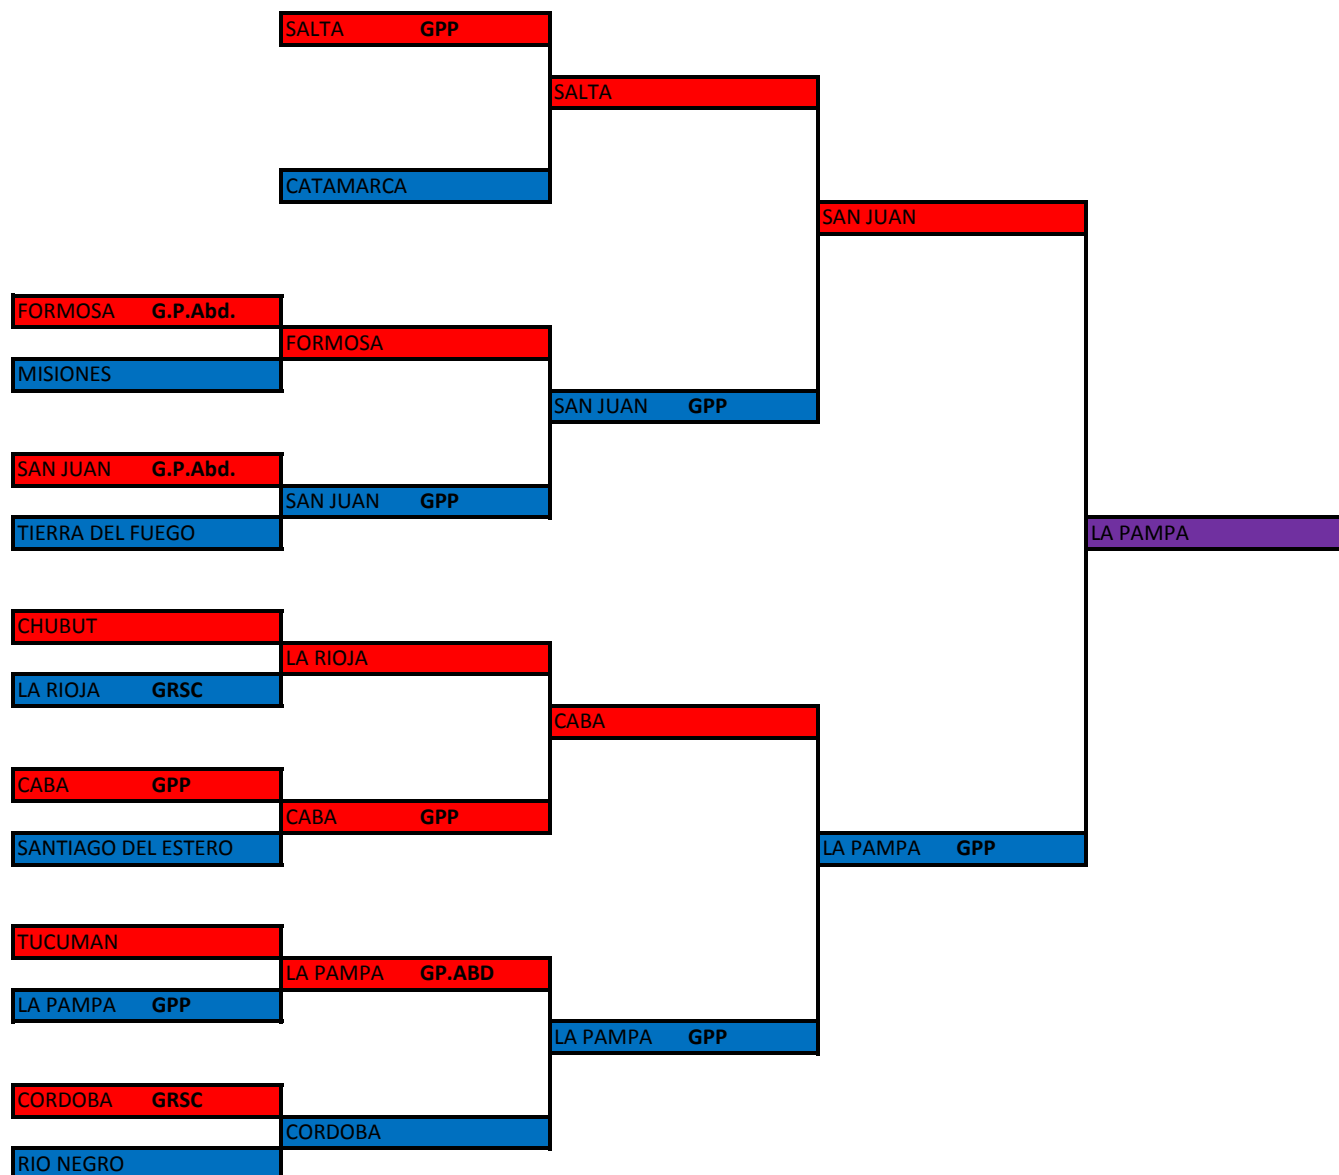 SALTA GPP
SALTA
CATAMARCA
SAN JUAN
FORMOSA G.P.Abd.
FORMOSA
MISIONES
SAN JUAN GPP
SAN JUAN G.P.Abd.
SAN JUAN GPP
TIERRA DEL FUEGO
LA PAMPA
CHUBUT
LA RIOJA
LA RIOJA GRSC
CABA
CABA GPP
CABA GPP
SANTIAGO DEL ESTERO
LA PAMPA GPP
TUCUMAN
LA PAMPA GP.ABD
LA PAMPA GPP
LA PAMPA GPP
CORDOBA GRSC
CORDOBA
RIO NEGRO